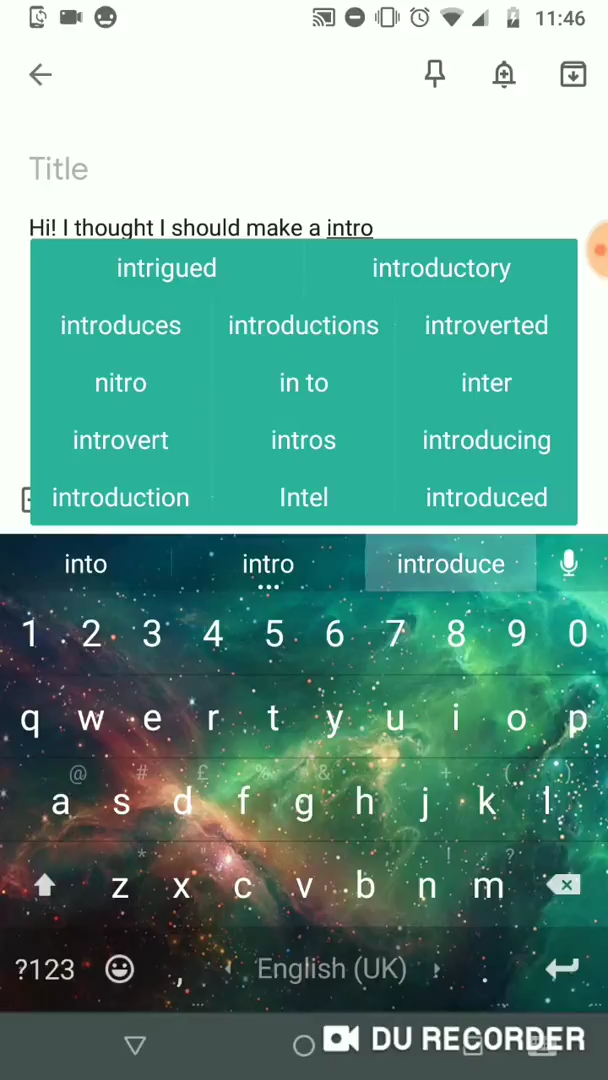 11:46
Title
Hi! I thought I should make a intro
intrigued introductory
introduces introductions introverted
nitro in to inter
introvert intros introducing
introduction Intel introduced
into intro introduce
1 2 3 4 5 6 7 8 9 0
q w e r t y u i o p
@ # £ % & + ( )
a s d f g h j k l
* " ! ?
z x c v b n m
?123 , English (UK) .
DU RECORDER